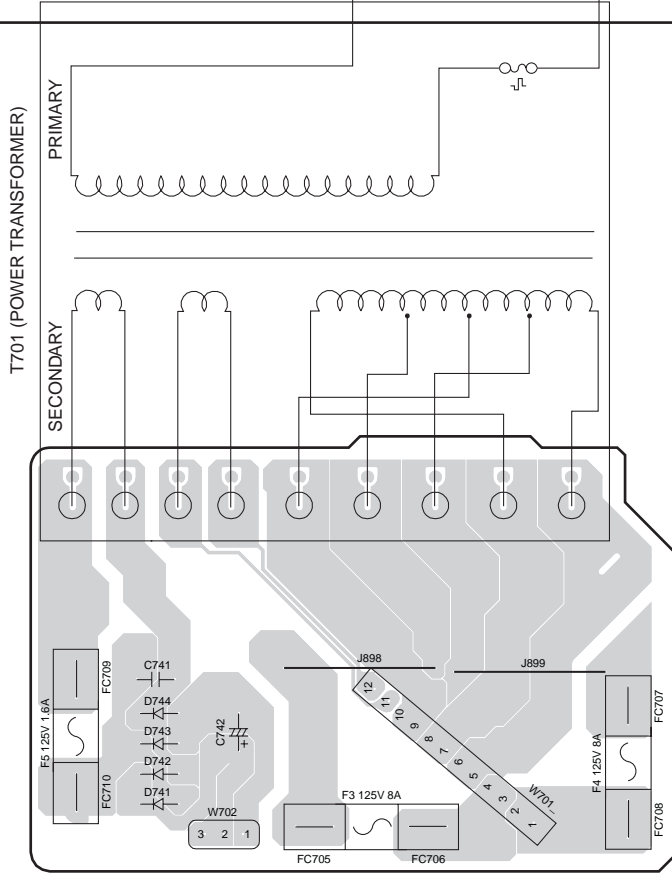 T701 (POWER TRANSFORMER)
PRIMARY
SECONDARY
J898
J899
FC709
F5 125V 1.6A
FC710
C741
D744
D743
D742
D741
C742
W702
3 2 1
F3 125V 8A
FC705
FC706
12
11
10
9
8
7
6
5
4
3
2
1
W701
FC707
F4 125V 8A
FC708